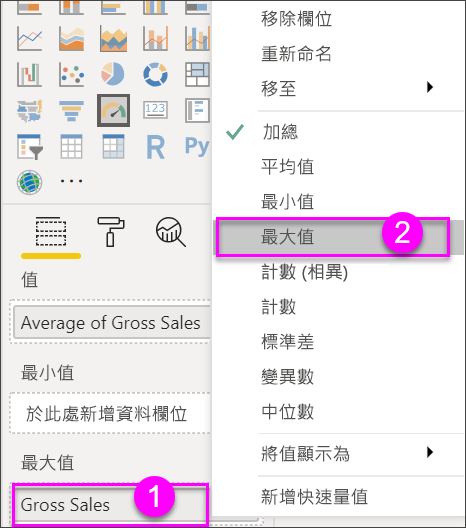 123
R
Py
值
Average of Gross Sales
最小值
於此處新增資料欄位
最大值
Gross Sales
1
移除欄位
重新命名
移至
加總
平均值
最小值
最大值
2
計數 (相異)
計數
標準差
變異數
中位數
將值顯示為
新增快速量值